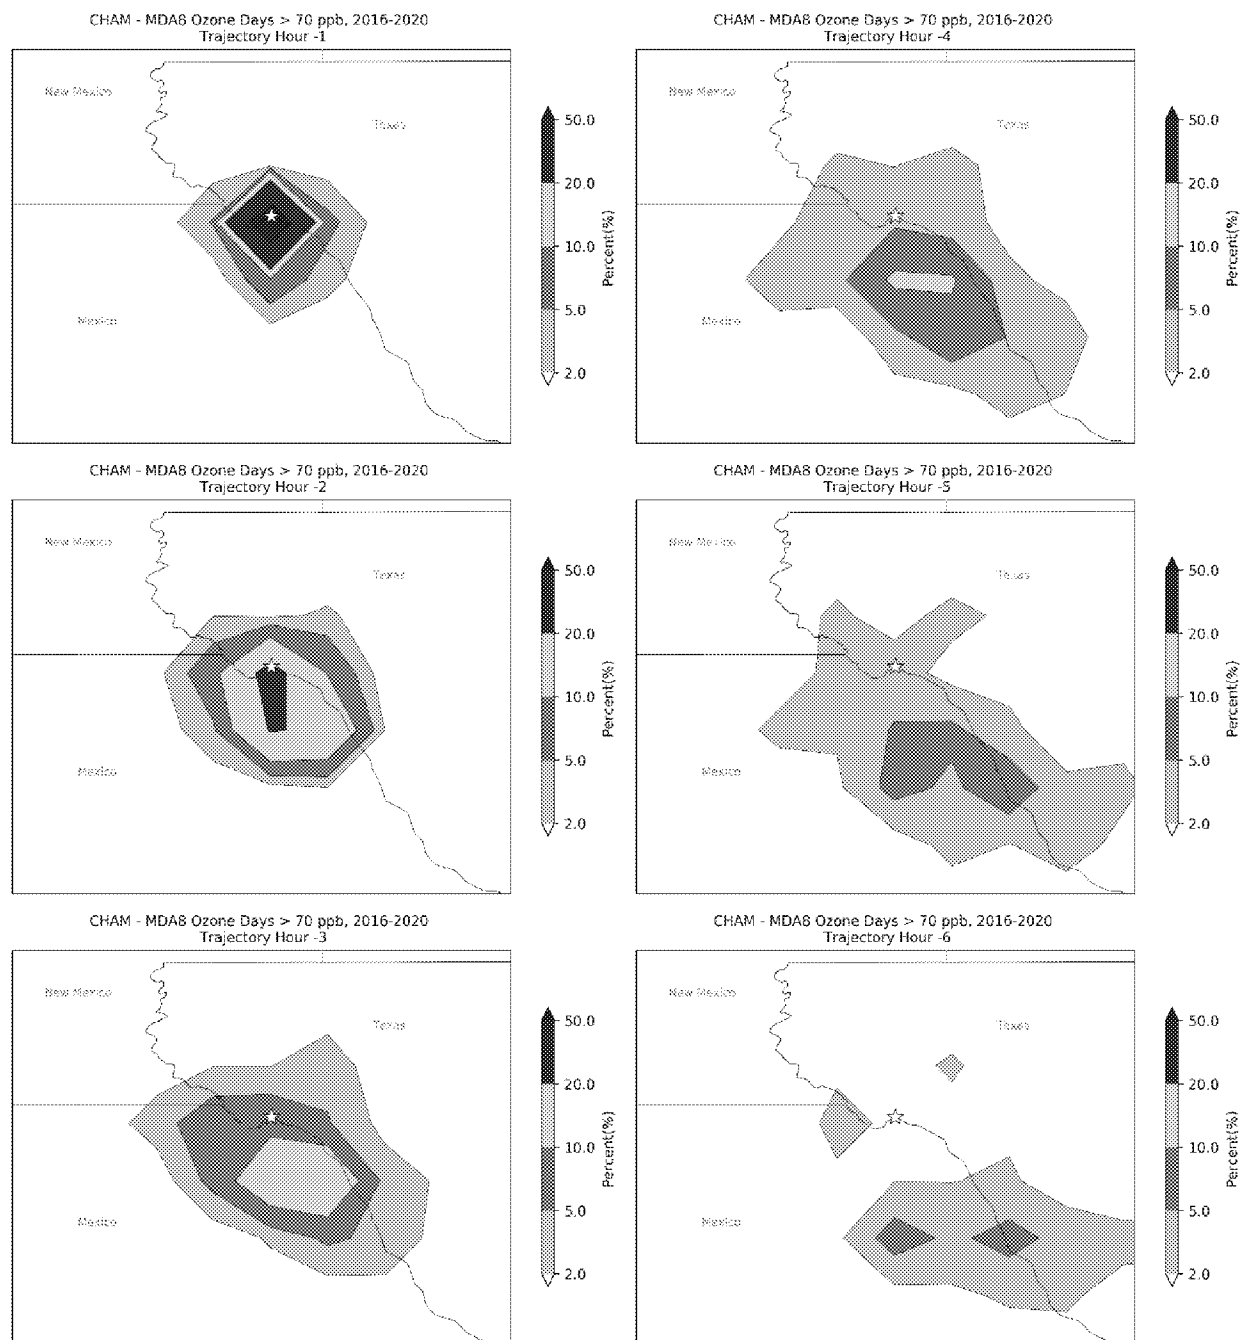 CHAM - MDA8 Ozone Days > 70 ppb, 2016-2020
Trajectory Hour -1
New Mexico
Texas
Mexico
50.0
20.0
10.0
5.0
2.0
Percent(%)
CHAM - MDA8 Ozone Days > 70 ppb, 2016-2020
Trajectory Hour -4
New Mexico
Texas
Mexico
50.0
20.0
10.0
5.0
2.0
Percent(%)
CHAM - MDA8 Ozone Days > 70 ppb, 2016-2020
Trajectory Hour -2
New Mexico
Texas
Mexico
50.0
20.0
10.0
5.0
2.0
Percent(%)
CHAM - MDA8 Ozone Days > 70 ppb, 2016-2020
Trajectory Hour -5
New Mexico
Texas
Mexico
50.0
20.0
10.0
5.0
2.0
Percent(%)
CHAM - MDA8 Ozone Days > 70 ppb, 2016-2020
Trajectory Hour -3
New Mexico
Texas
Mexico
50.0
20.0
10.0
5.0
2.0
Percent(%)
CHAM - MDA8 Ozone Days > 70 ppb, 2016-2020
Trajectory Hour -6
New Mexico
Texas
Mexico
50.0
20.0
10.0
5.0
2.0
Percent(%)